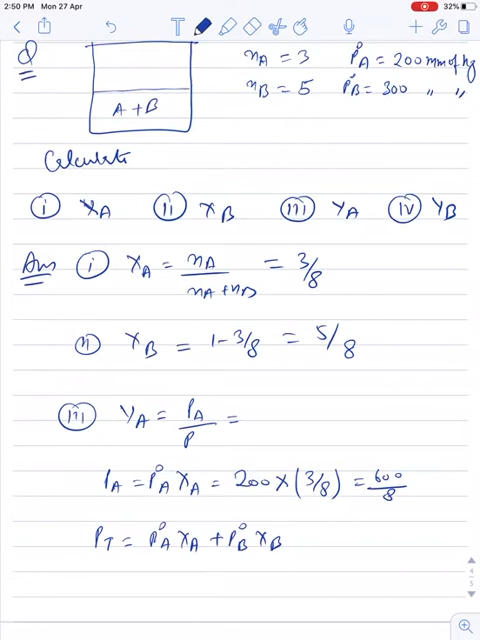 2:50 PM Mon 27 Apr 32%
Q nA = 3 P°A = 200 mm of Hg
A + B nB = 5 P°B = 300 " "
Calculate
(i) XA (ii) XB (iii) YA (iv) YB
Ans (i) XA = nA / nA + nB = 3/8
(ii) XB = 1 - 3/8 = 5/8
(iii) YA = PA / P =
PA = P°A XA = 200 × (3/8) = 600/8
PT = P°A XA + P°B XB